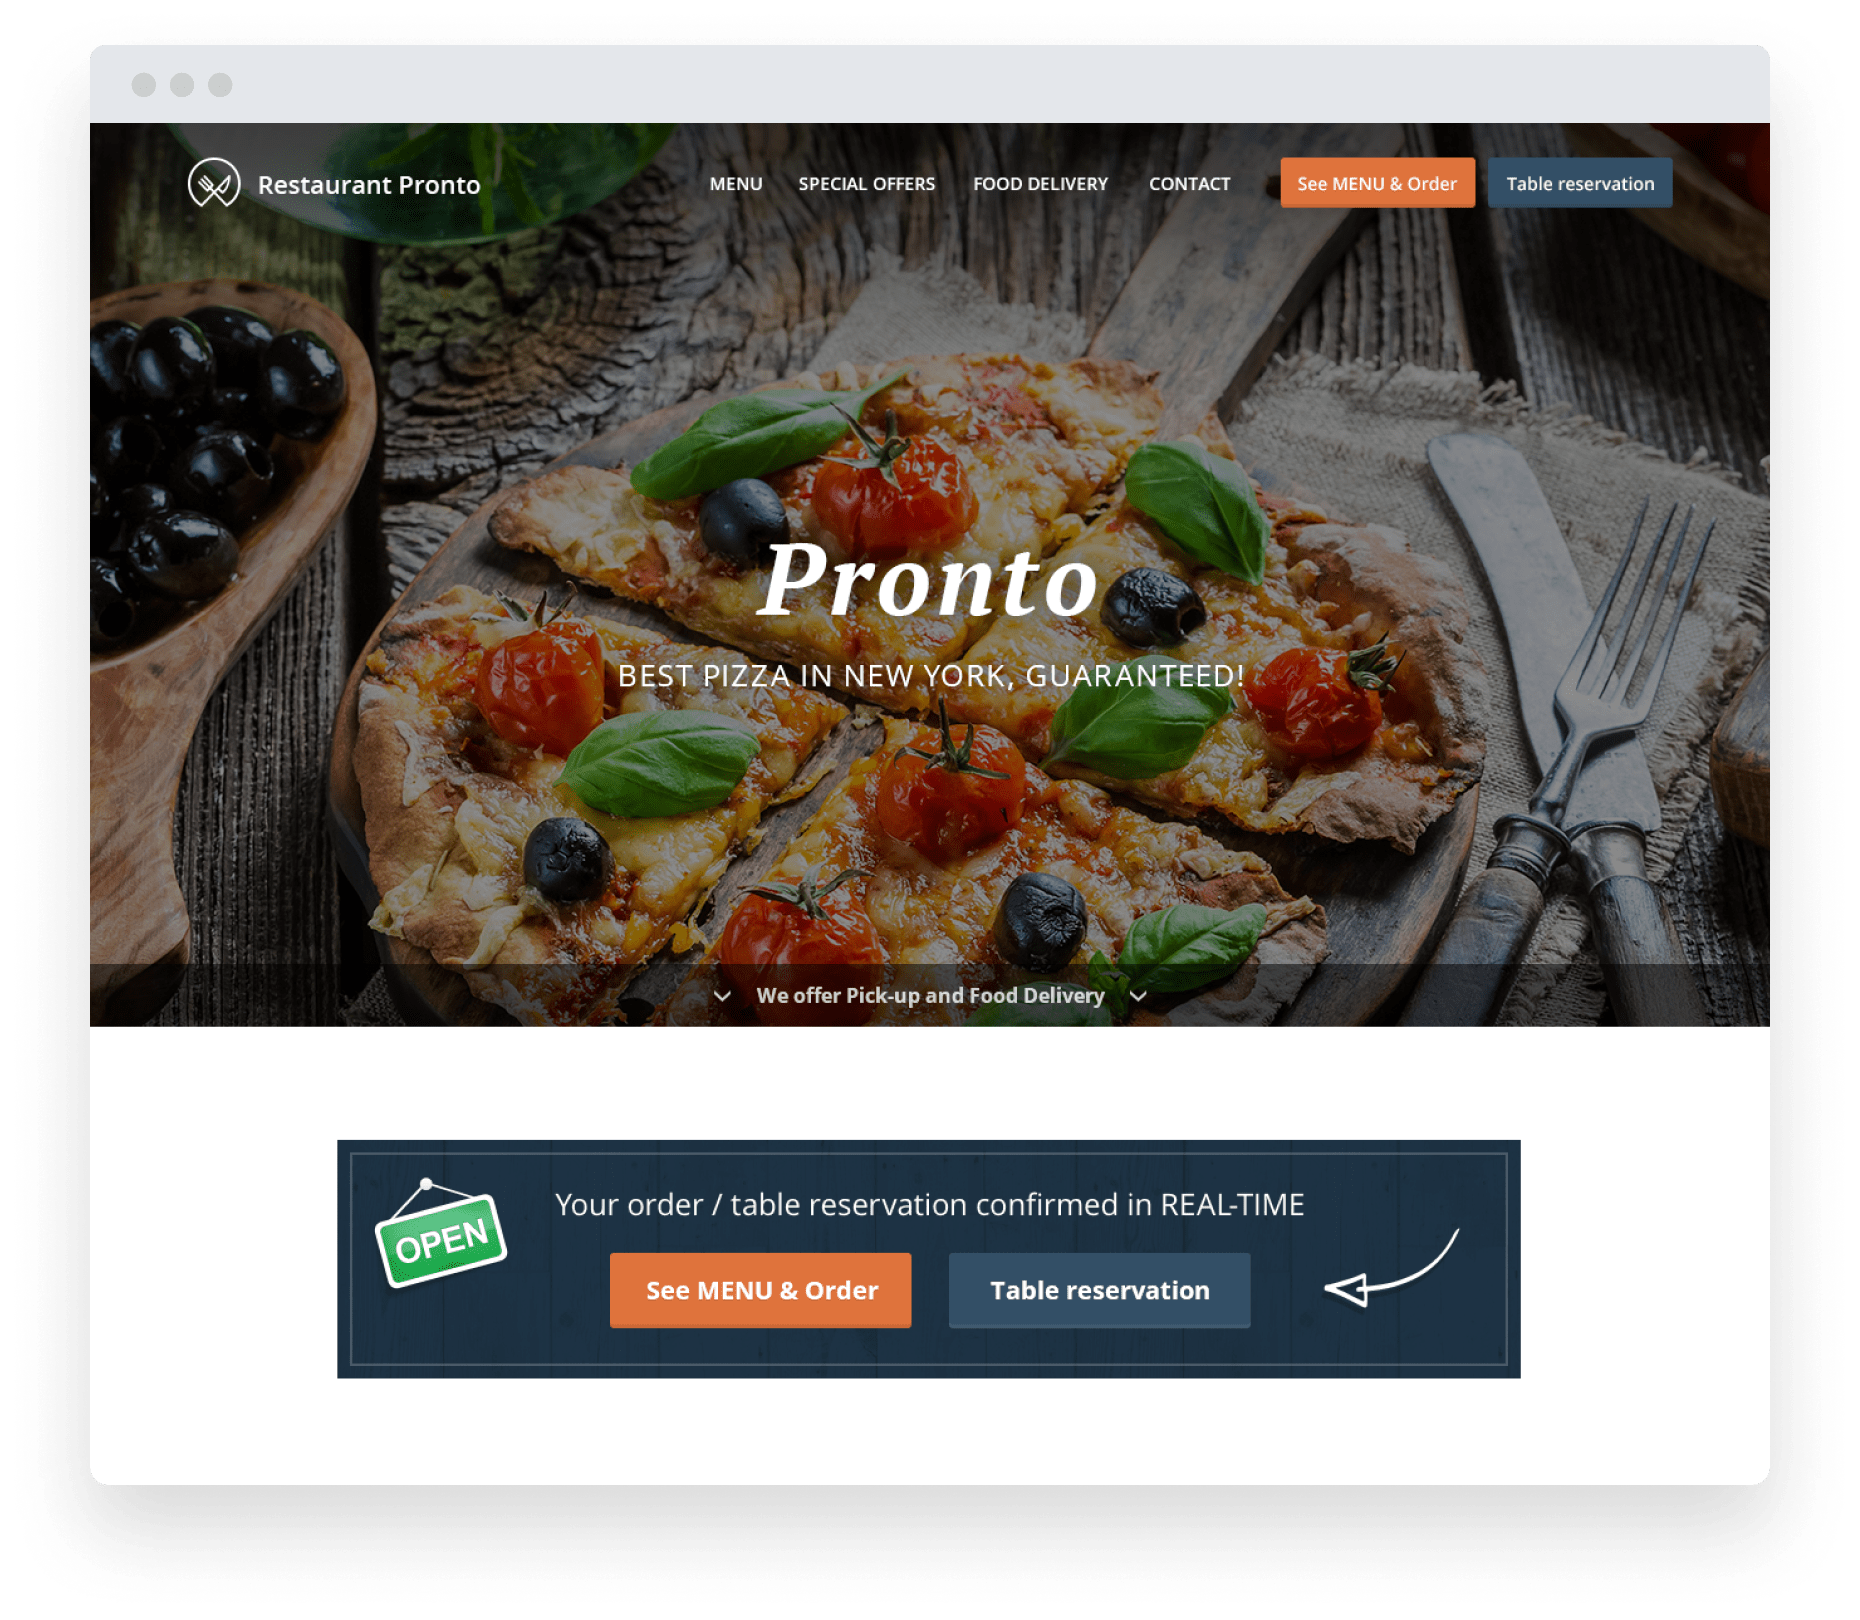 Restaurant Pronto
MENU
SPECIAL OFFERS
FOOD DELIVERY
CONTACT
See MENU & Order
Table reservation
Pronto
BEST PIZZA IN NEW YORK, GUARANTEED!
We offer Pick-up and Food Delivery
OPEN
Your order / table reservation confirmed in REAL-TIME
See MENU & Order
Table reservation